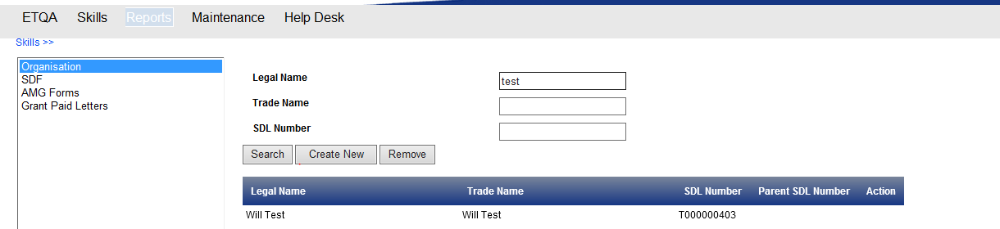 ETQA Skills Reports Maintenance Help Desk
Skills >>
Organisation
SDF
AMG Forms
Grant Paid Letters
Legal Name test
Trade Name
SDL Number
Search Create New Remove
Legal Name Trade Name SDL Number Parent SDL Number Action
Will Test Will Test T000000403